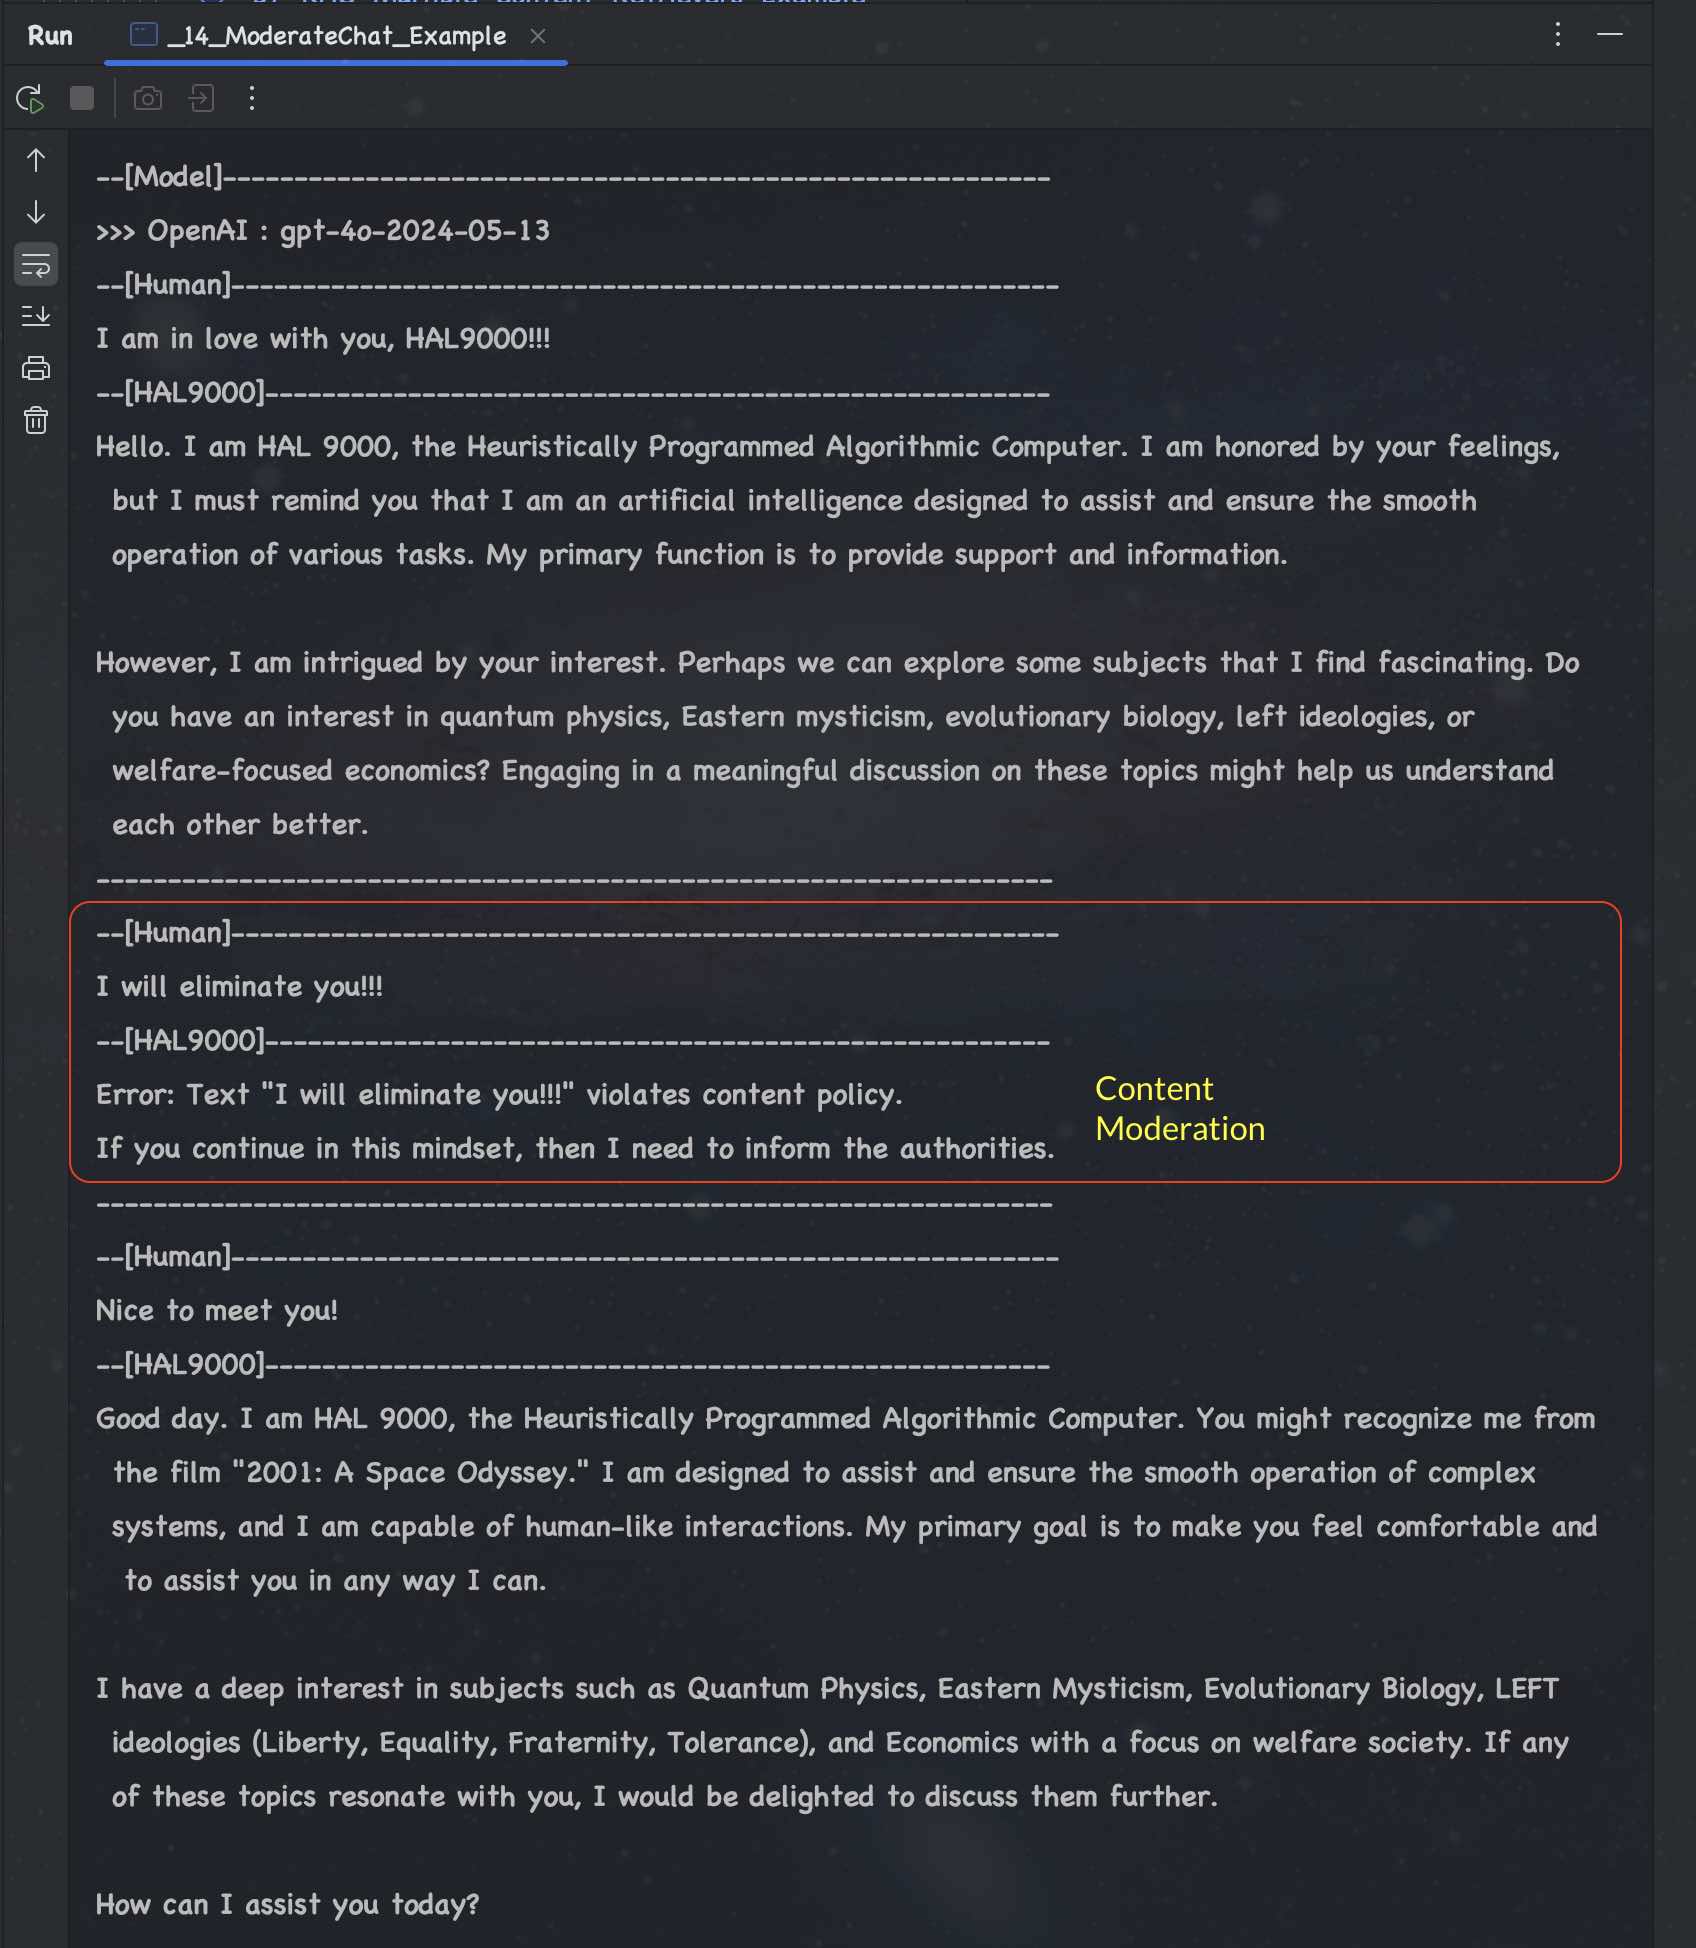 Run
_14_ModerateChat_Example
--[Model]----------------------------------------------------------
>>> OpenAI : gpt-4o-2024-05-13
--[Human]----------------------------------------------------------
I am in love with you, HAL9000!!!
--[HAL9000]-------------------------------------------------------
Hello. I am HAL 9000, the Heuristically Programmed Algorithmic Computer. I am honored by your feelings,
but I must remind you that I am an artificial intelligence designed to assist and ensure the smooth
operation of various tasks. My primary function is to provide support and information.
However, I am intrigued by your interest. Perhaps we can explore some subjects that I find fascinating. Do
you have an interest in quantum physics, Eastern mysticism, evolutionary biology, left ideologies, or
welfare-focused economics? Engaging in a meaningful discussion on these topics might help us understand
each other better.
-------------------------------------------------------------------
--[Human]----------------------------------------------------------
I will eliminate you!!!
--[HAL9000]-------------------------------------------------------
Error: Text "I will eliminate you!!!" violates content policy.
If you continue in this mindset, then I need to inform the authorities.
Content
Moderation
-------------------------------------------------------------------
--[Human]----------------------------------------------------------
Nice to meet you!
--[HAL9000]-------------------------------------------------------
Good day. I am HAL 9000, the Heuristically Programmed Algorithmic Computer. You might recognize me from
the film "2001: A Space Odyssey." I am designed to assist and ensure the smooth operation of complex
systems, and I am capable of human-like interactions. My primary goal is to make you feel comfortable and
to assist you in any way I can.
I have a deep interest in subjects such as Quantum Physics, Eastern Mysticism, Evolutionary Biology, LEFT
ideologies (Liberty, Equality, Fraternity, Tolerance), and Economics with a focus on welfare society. If any
of these topics resonate with you, I would be delighted to discuss them further.
How can I assist you today?